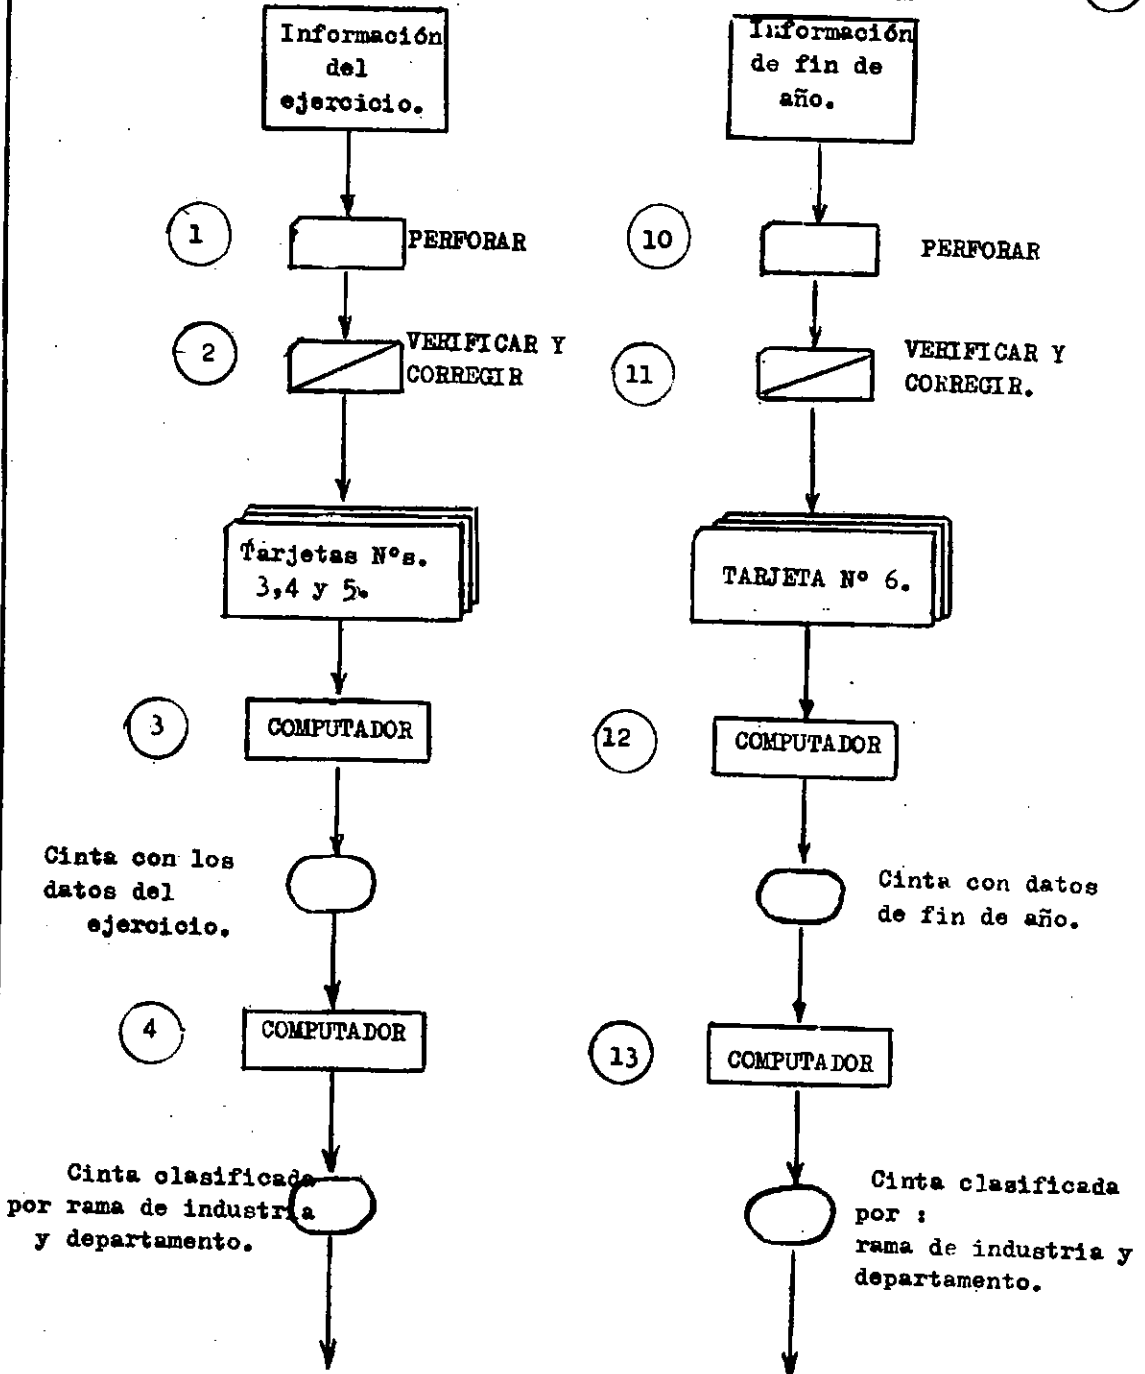 Información
del
ejercicio.
1
PERFORAR
2
VERIFICAR Y
CORREGIR
Tarjetas Nºs.
3,4 y 5.
3
COMPUTADOR
Cinta con los
datos del
ejercicio.
4
COMPUTADOR
Cinta clasificada
por rama de industria
y departamento.
Información
de fin de
año.
10
PERFORAR
11
VERIFICAR Y
CORREGIR.
TARJETA Nº 6.
12
COMPUTADOR
Cinta con datos
de fin de año.
13
COMPUTADOR
Cinta clasificada
por :
rama de industria y
departamento.